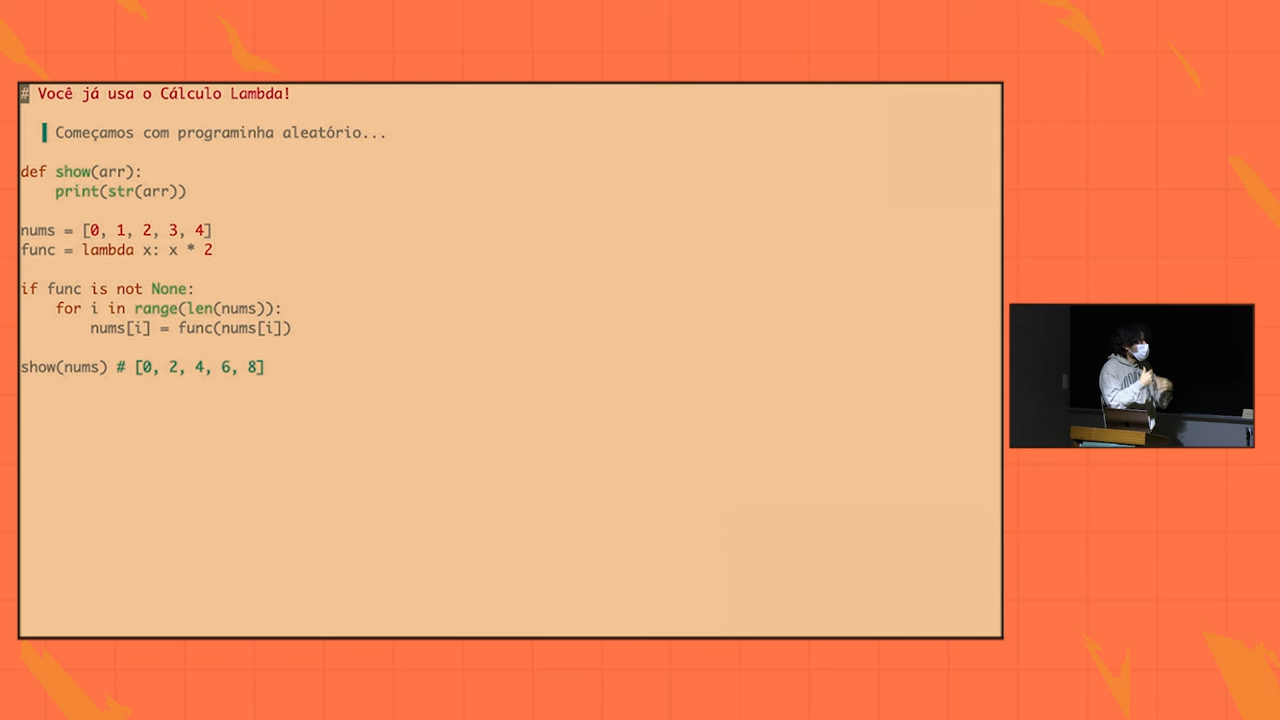 # Você já usa o Cálculo Lambda!
Começamos com programinha aleatório...
def show(arr):
print(str(arr))
nums = [0, 1, 2, 3, 4]
func = lambda x: x * 2
if func is not None:
for i in range(len(nums)):
nums[i] = func(nums[i])
show(nums) # [0, 2, 4, 6, 8]